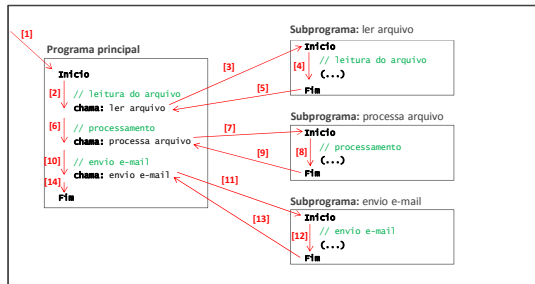 [1]
Programa principal
Inicio
[2] // leitura do arquivo
chama: ler arquivo
[6] // processamento
chama: processa arquivo
[10] // envio e-mail
chama: envio e-mail
[14]
Fim
[3]
[5]
[7]
[9]
[11]
[13]
Subprograma: ler arquivo
Inicio
[4] // leitura do arquivo
(...)
Fim
Subprograma: processa arquivo
Inicio
[8] // processamento
(...)
Fim
Subprograma: envio e-mail
Inicio
[12] // envio e-mail
(...)
Fim